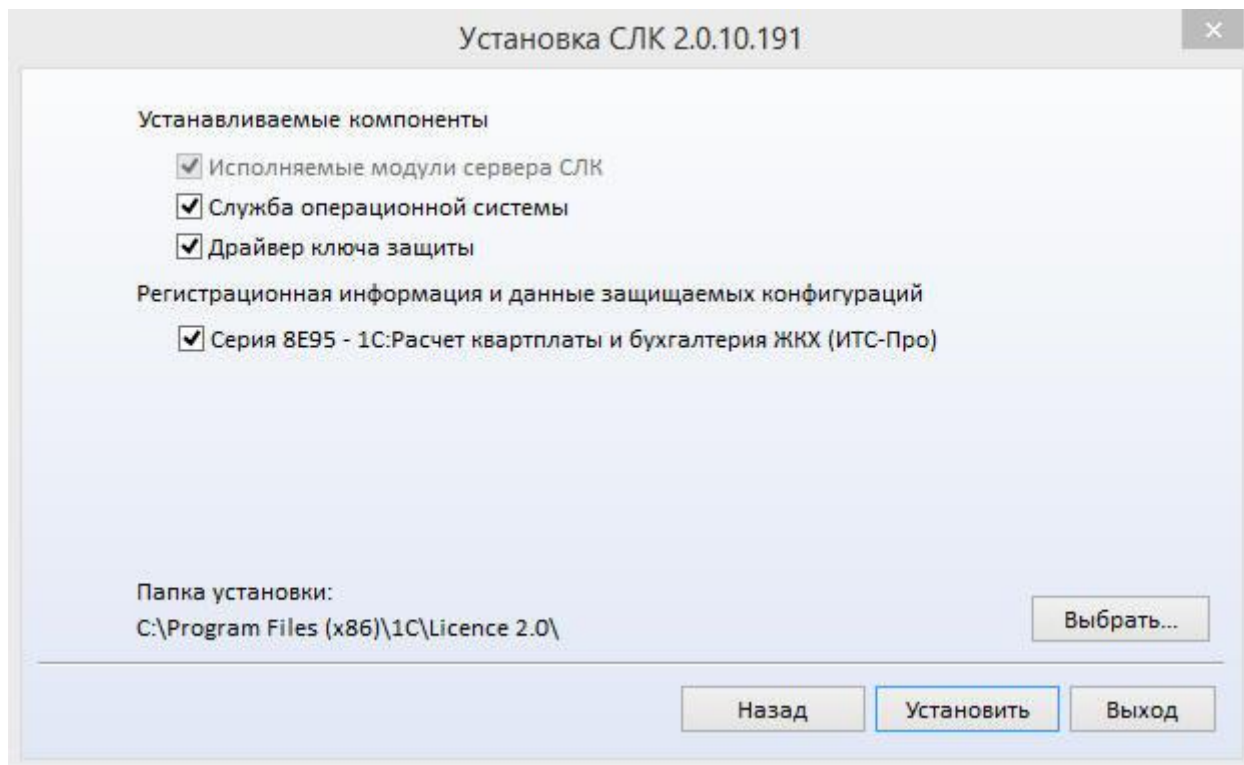 Установка СЛК 2.0.10.191
Устанавливаемые компоненты
Исполняемые модули сервера СЛК
Служба операционной системы
Драйвер ключа защиты
Регистрационная информация и данные защищаемых конфигураций
Серия 8E95 - 1С:Расчет квартплаты и бухгалтерия ЖКХ (ИТС-Про)
Папка установки:
C:\Program Files (x86)\1C\Licence 2.0\
Выбрать...
Назад
Установить
Выход